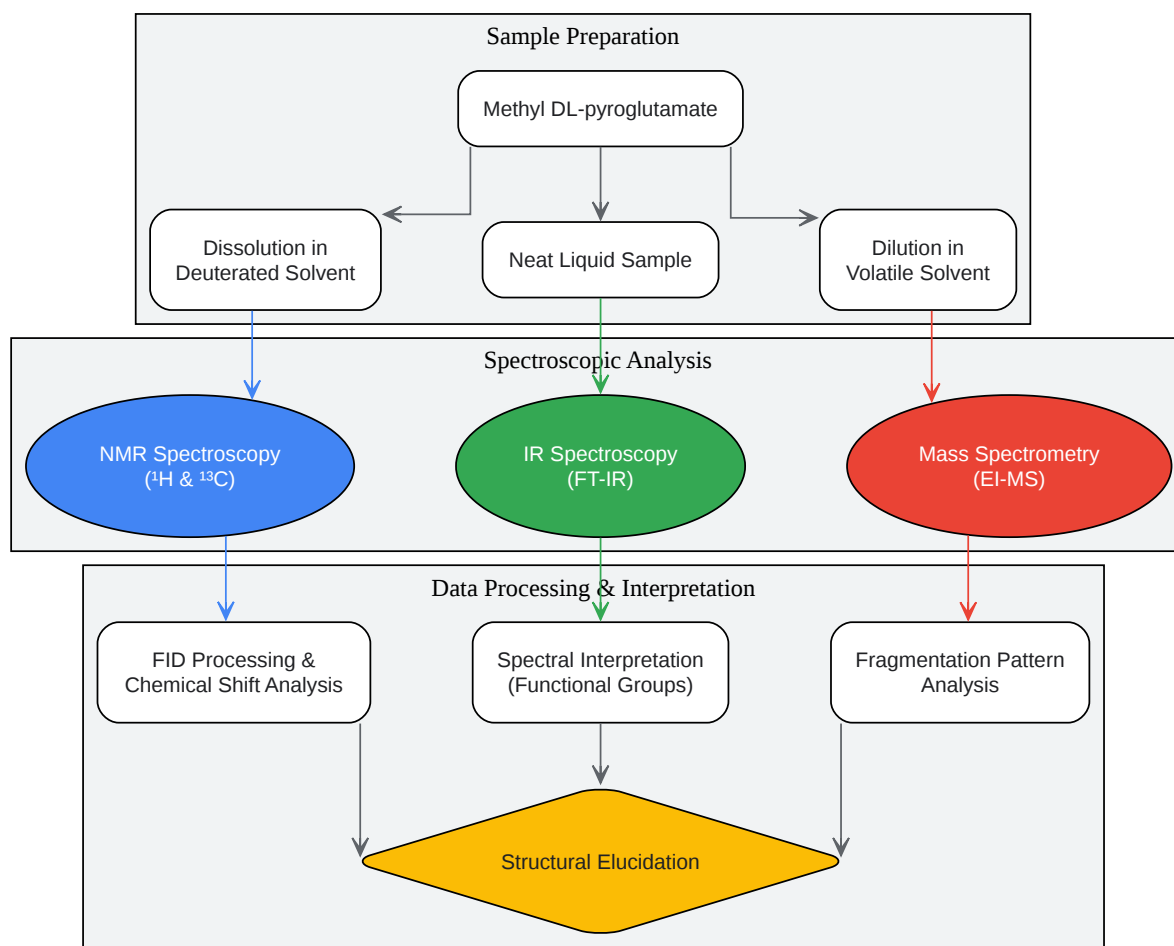 Sample Preparation
Methyl DL-pyroglutamate
Dissolution in
Deuterated Solvent
Neat Liquid Sample
Dilution in
Volatile Solvent
Spectroscopic Analysis
NMR Spectroscopy
(¹H & ¹³C)
IR Spectroscopy
(FT-IR)
Mass Spectrometry
(EI-MS)
Data Processing & Interpretation
FID Processing &
Chemical Shift Analysis
Spectral Interpretation
(Functional Groups)
Fragmentation Pattern
Analysis
Structural Elucidation